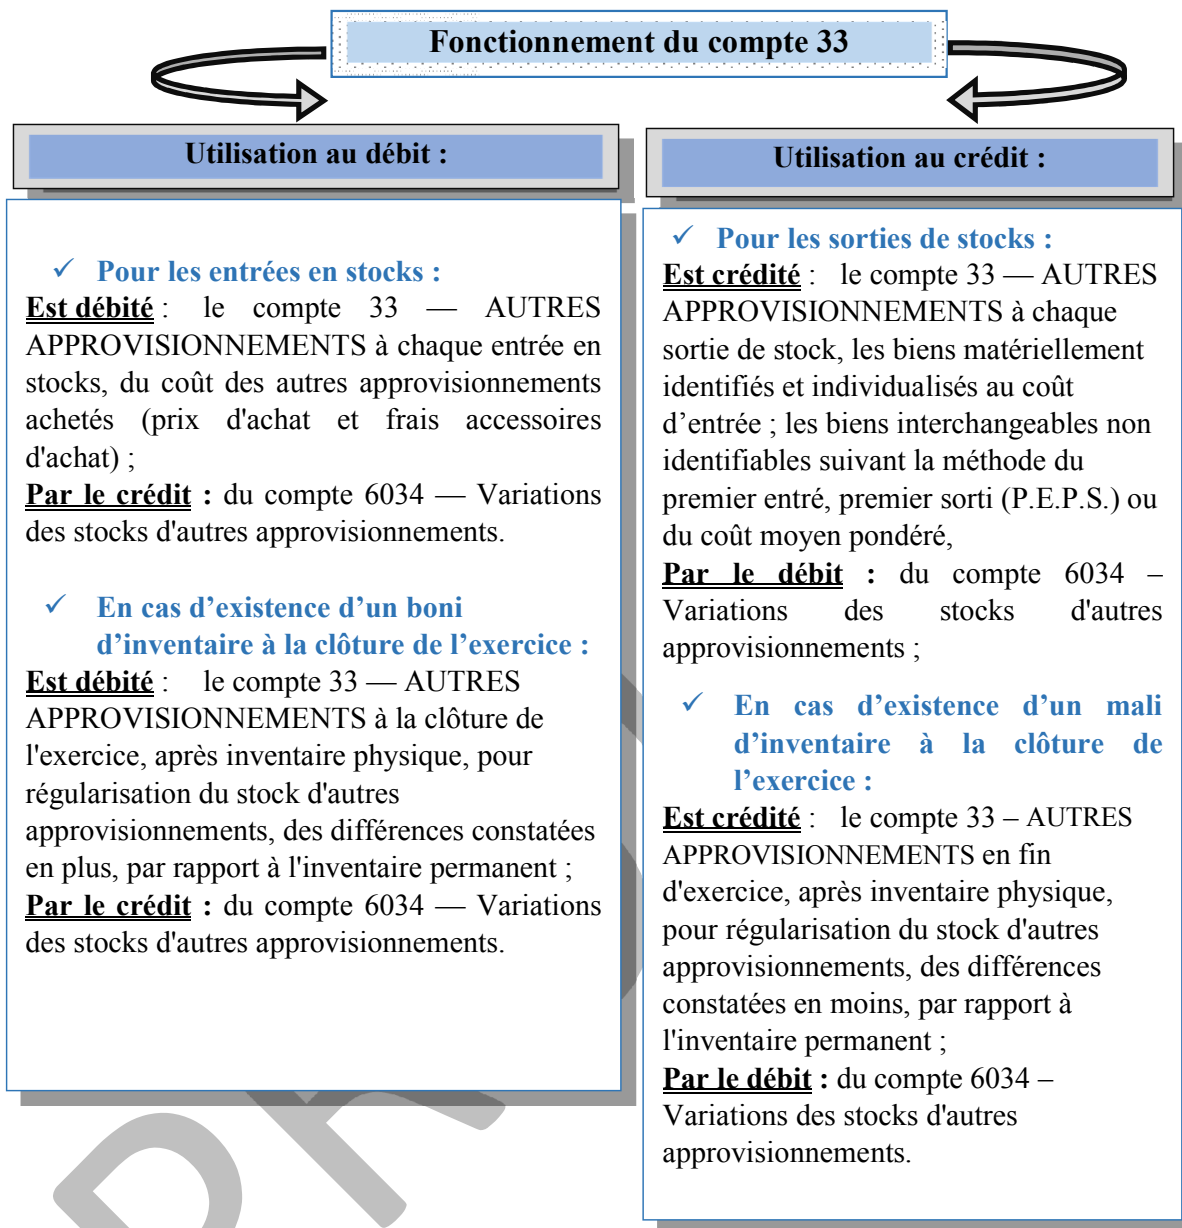 Fonctionnement du compte 33
Utilisation au débit :
✓ Pour les entrées en stocks :
Est débité : le compte 33 — AUTRES
APPROVISIONNEMENTS à chaque entrée en
stocks, du coût des autres approvisionnements
achetés (prix d'achat et frais accessoires
d'achat) ;
Par le crédit : du compte 6034 — Variations
des stocks d'autres approvisionnements.
✓ En cas d’existence d’un boni
d’inventaire à la clôture de l’exercice :
Est débité : le compte 33 — AUTRES
APPROVISIONNEMENTS à la clôture de
l'exercice, après inventaire physique, pour
régularisation du stock d'autres
approvisionnements, des différences constatées
en plus, par rapport à l'inventaire permanent ;
Par le crédit : du compte 6034 — Variations
des stocks d'autres approvisionnements.
Utilisation au crédit :
✓ Pour les sorties de stocks :
Est crédité : le compte 33 — AUTRES
APPROVISIONNEMENTS à chaque
sortie de stock, les biens matériellement
identifiés et individualisés au coût
d’entrée ; les biens interchangeables non
identifiables suivant la méthode du
premier entré, premier sorti (P.E.P.S.) ou
du coût moyen pondéré,
Par le débit : du compte 6034 –
Variations des stocks d'autres
approvisionnements ;
✓ En cas d’existence d’un mali
d’inventaire à la clôture de
l’exercice :
Est crédité : le compte 33 – AUTRES
APPROVISIONNEMENTS en fin
d'exercice, après inventaire physique,
pour régularisation du stock d'autres
approvisionnements, des différences
constatées en moins, par rapport à
l'inventaire permanent ;
Par le débit : du compte 6034 –
Variations des stocks d'autres
approvisionnements.